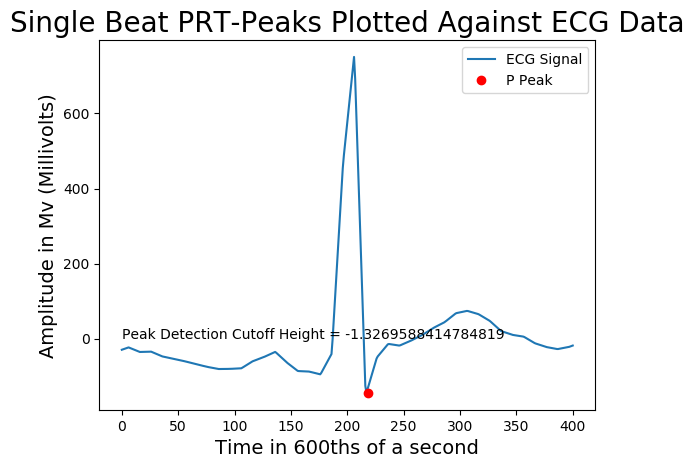 Single Beat PRT-Peaks Plotted Against ECG Data
ECG Signal
P Peak
Amplitude in Mv (Millivolts)
600
400
200
0
Peak Detection Cutoff Height = -1.3269588414784819
0 50 100 150 200 250 300 350 400
Time in 600ths of a second